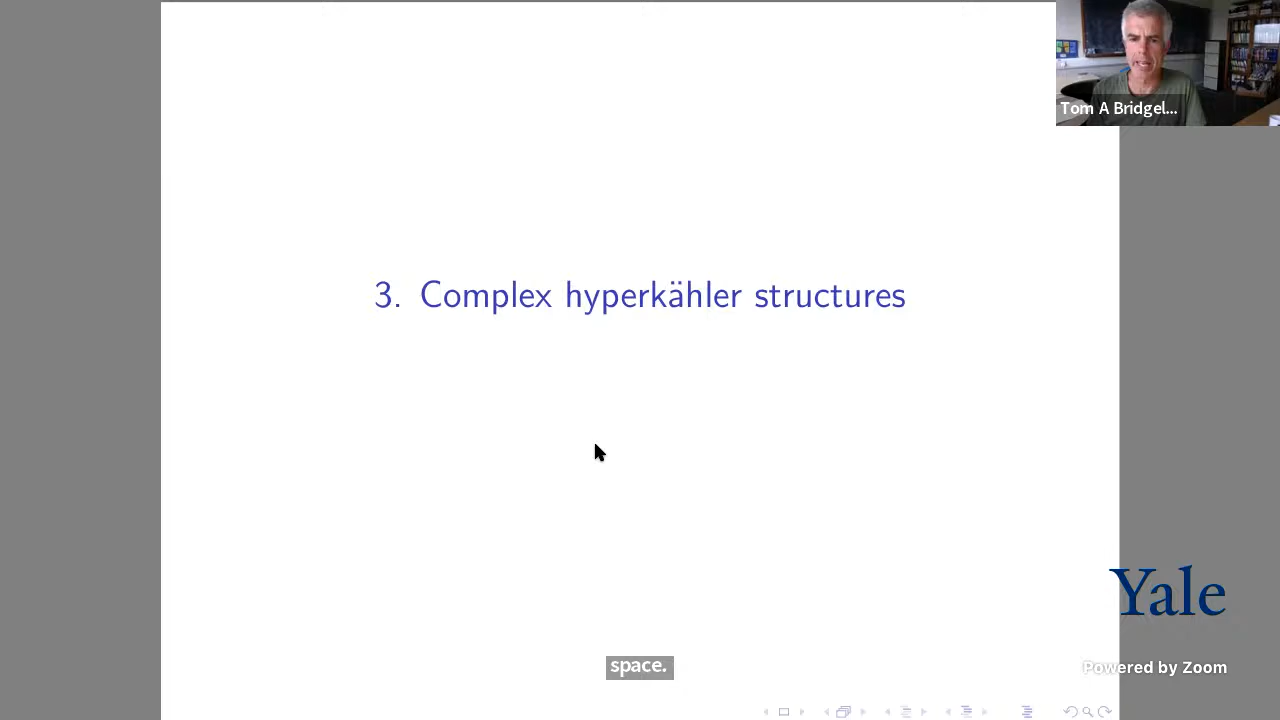 Tom A Bridgel...
3. Complex hyperkähler structures
Yale
space.
Powered by Zoom